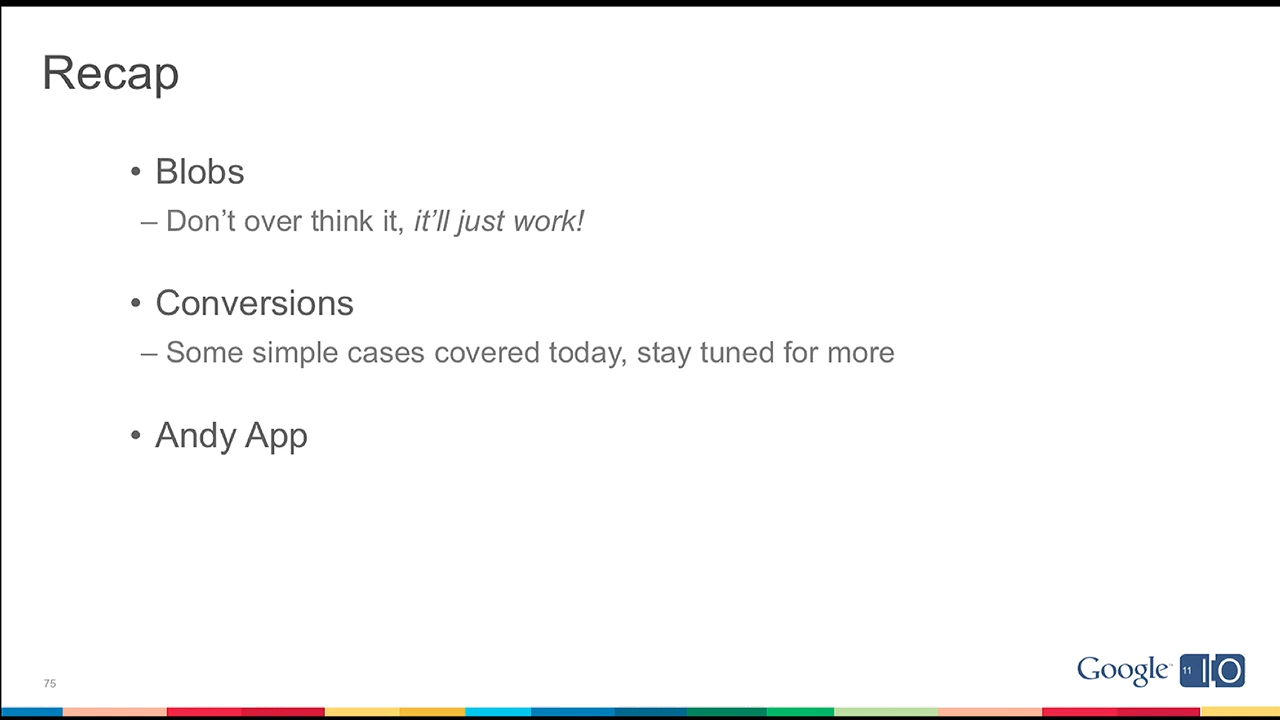 Recap
• Blobs
– Don’t over think it, it’ll just work!
• Conversions
– Some simple cases covered today, stay tuned for more
• Andy App
75
Google™ 11 IO